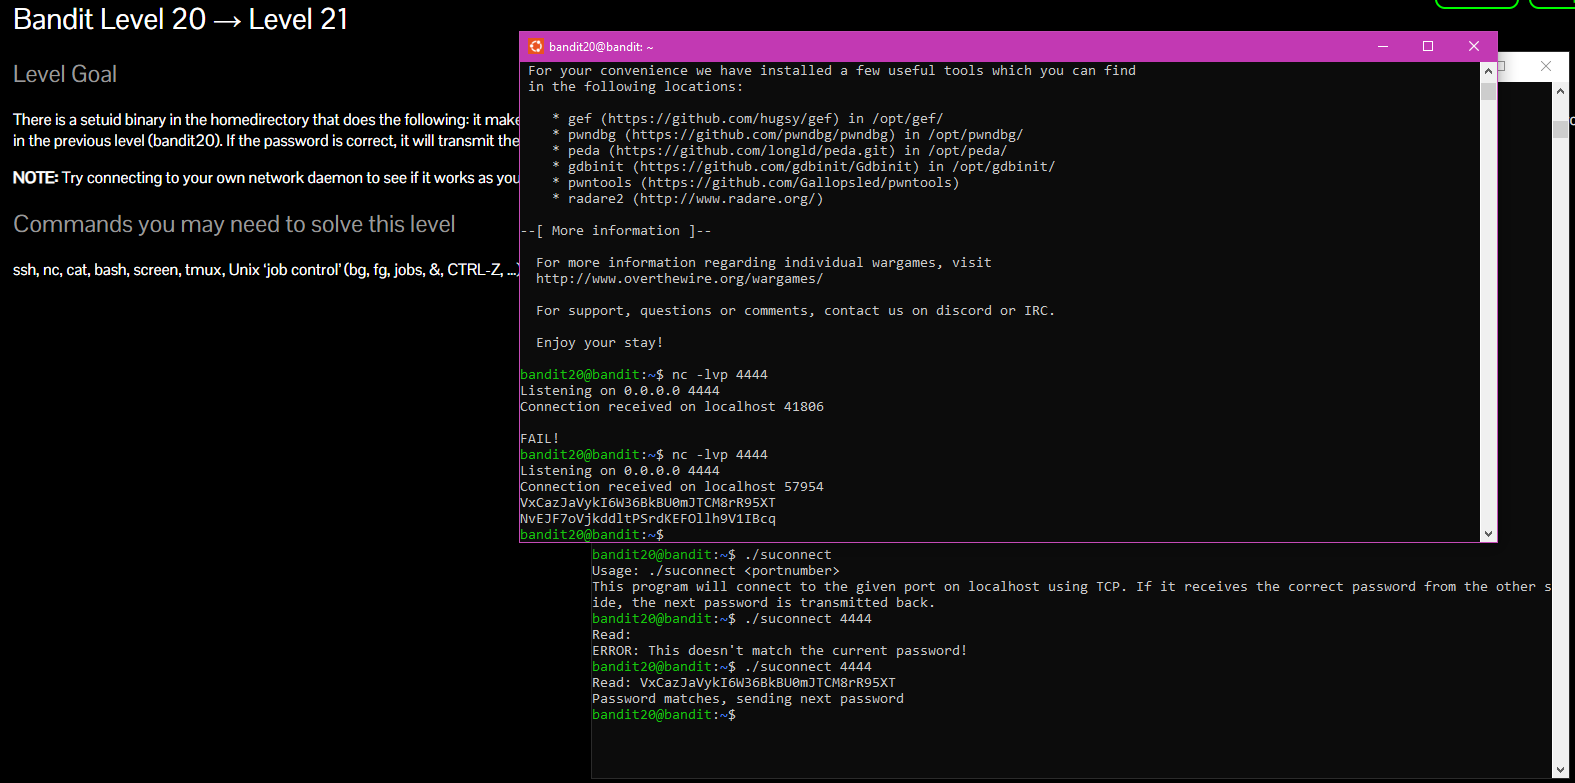 Bandit Level 20 → Level 21
Level Goal
There is a setuid binary in the homedirectory that does the following: it make
in the previous level (bandit20). If the password is correct, it will transmit the
NOTE: Try connecting to your own network daemon to see if it works as you
Commands you may need to solve this level
ssh, nc, cat, bash, screen, tmux, Unix ‘job control’ (bg, fg, jobs, &, CTRL-Z, …)
bandit20@bandit: ~
For your convenience we have installed a few useful tools which you can find
in the following locations:
* gef (https://github.com/hugsy/gef) in /opt/gef/
* pwndbg (https://github.com/pwndbg/pwndbg) in /opt/pwndbg/
* peda (https://github.com/longld/peda.git) in /opt/peda/
* gdbinit (https://github.com/gdbinit/Gdbinit) in /opt/gdbinit/
* pwntools (https://github.com/Gallopsled/pwntools)
* radare2 (http://www.radare.org/)
--[ More information ]--
For more information regarding individual wargames, visit
http://www.overthewire.org/wargames/
For support, questions or comments, contact us on discord or IRC.
Enjoy your stay!
bandit20@bandit:~$ nc -lvp 4444
Listening on 0.0.0.0 4444
Connection received on localhost 41806
FAIL!
bandit20@bandit:~$ nc -lvp 4444
Listening on 0.0.0.0 4444
Connection received on localhost 57954
VxCazJaVykI6W36BkBU0mJTCM8rR95XT
NvEJF7oVjkddltPSrdKEFOllh9V1IBcq
bandit20@bandit:~$
bandit20@bandit:~$ ./suconnect
Usage: ./suconnect <portnumber>
This program will connect to the given port on localhost using TCP. If it receives the correct password from the other s
ide, the next password is transmitted back.
bandit20@bandit:~$ ./suconnect 4444
Read:
ERROR: This doesn't match the current password!
bandit20@bandit:~$ ./suconnect 4444
Read: VxCazJaVykI6W36BkBU0mJTCM8rR95XT
Password matches, sending next password
bandit20@bandit:~$